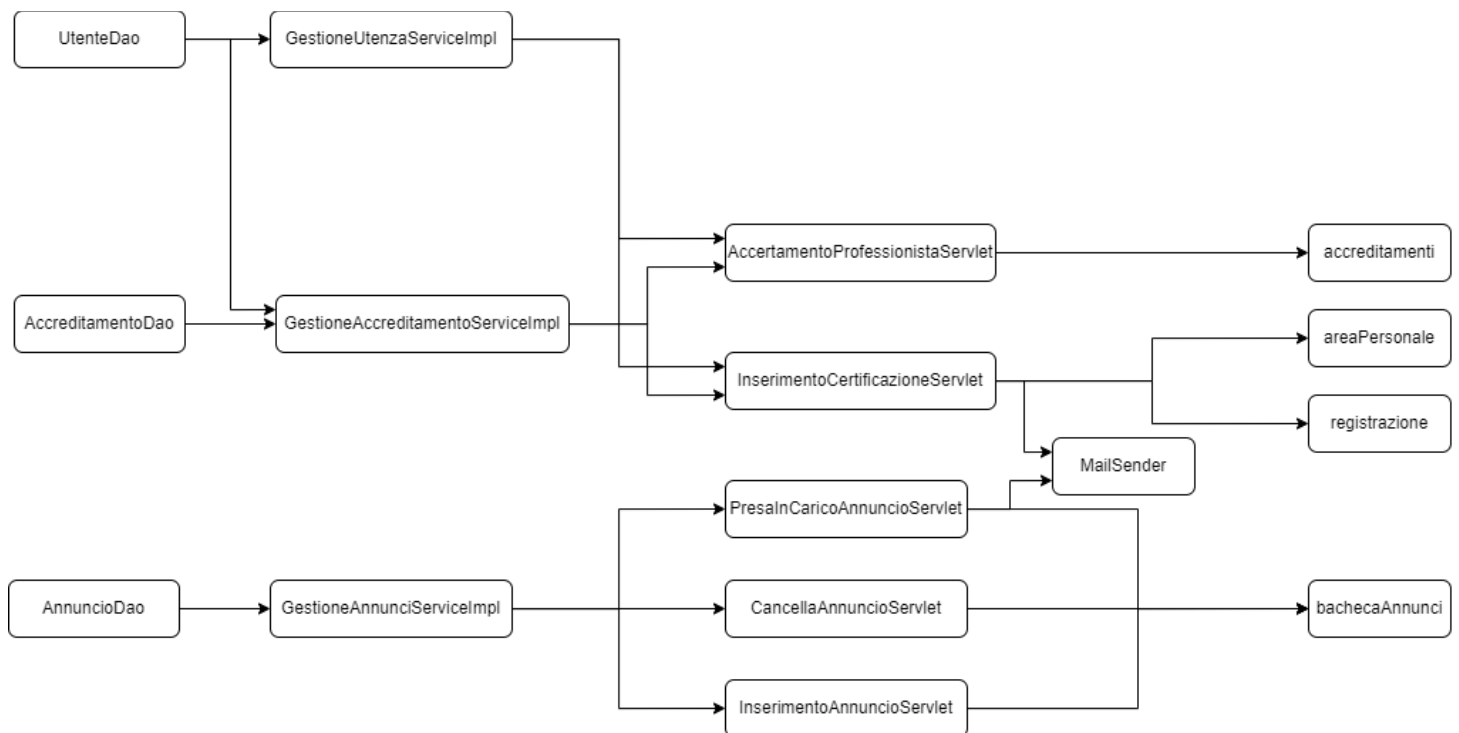 UtenteDao
GestioneUtenzaServiceImpl
AccertamentoProfessionistaServlet
accreditamenti
AccreditamentoDao
GestioneAccreditamentoServiceImpl
areaPersonale
InserimentoCertificazioneServlet
registrazione
MailSender
PresaInCaricoAnnuncioServlet
AnnuncioDao
GestioneAnnunciServiceImpl
CancellaAnnuncioServlet
bachecaAnnunci
InserimentoAnnuncioServlet